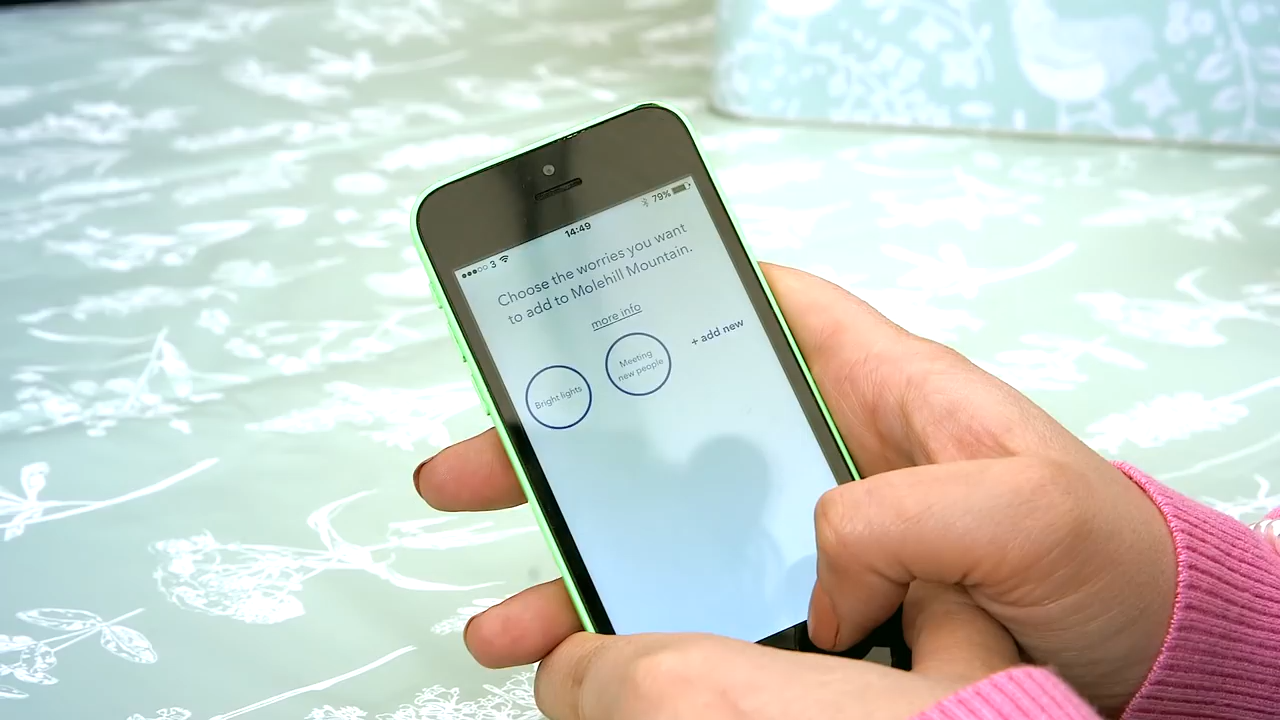 3
14:49
79%
Choose the worries you want
to add to Molehill Mountain.
more info
Bright lights
Meeting
new people
+ add new